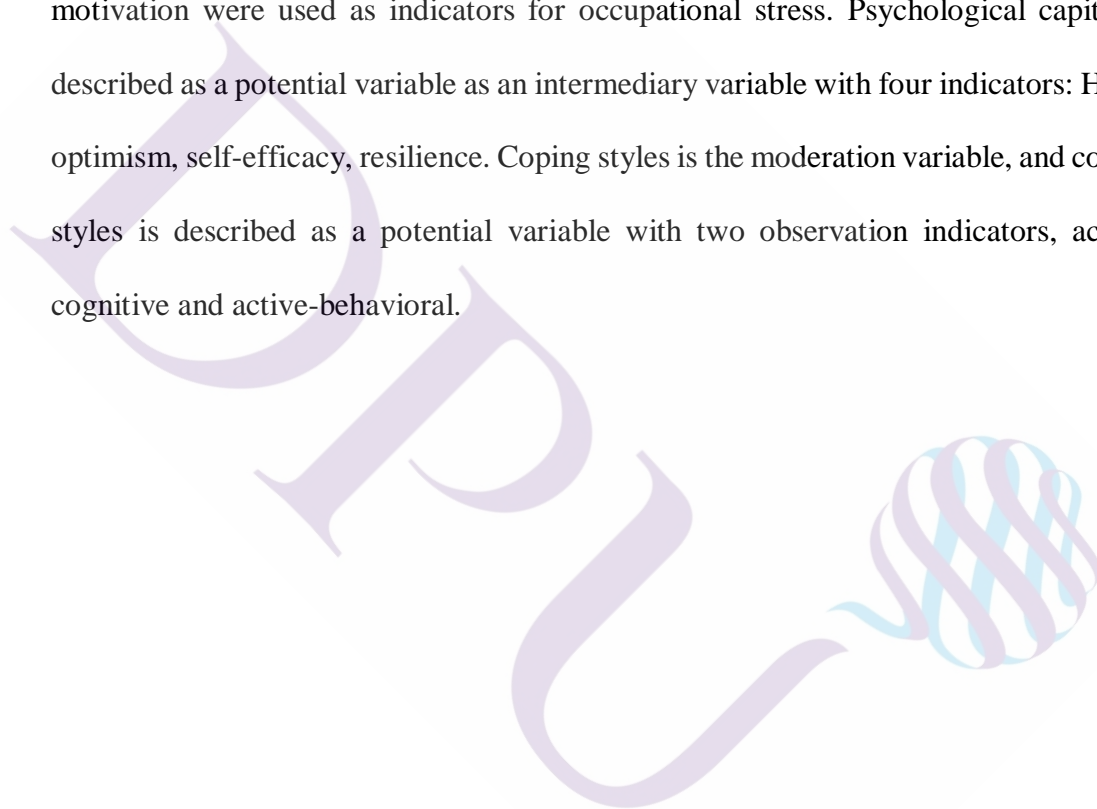 motivation were used as indicators for occupational stress. Psychological capit
described as a potential variable as an intermediary variable with four indicators: H
optimism, self-efficacy, resilience. Coping styles is the moderation variable, and co
styles is described as a potential variable with two observation indicators, ac
cognitive and active-behavioral.
DPU